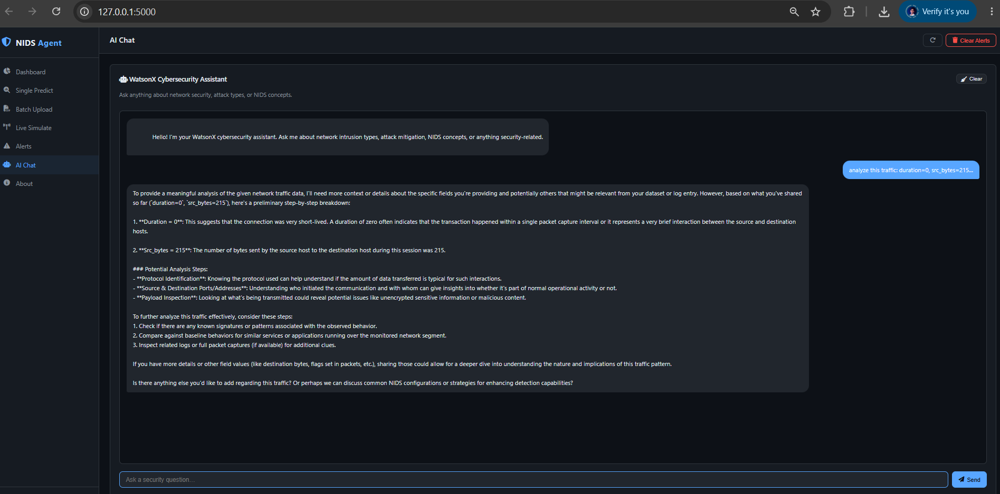 127.0.0.1:5000
Verify it's you
NIDS Agent
AI Chat
Clear Alerts
Dashboard
Single Predict
Batch Upload
Live Simulate
Alerts
AI Chat
About
WatsonX Cybersecurity Assistant
Clear
Ask anything about network security, attack types, or NIDS concepts.
Hello! I'm your WatsonX cybersecurity assistant. Ask me about network intrusion types, attack mitigation, NIDS concepts, or anything security-related.
analyze this traffic: duration=0, src_bytes=215...
To provide a meaningful analysis of the given network traffic data, I'll need more context or details about the specific fields you're providing and potentially others that might be relevant from your dataset or log entry. However, based on what you've shared
so far (`duration=0`, `src_bytes=215`), here's a preliminary step-by-step breakdown:
1. **Duration = 0**: This suggests that the connection was very short-lived. A duration of zero often indicates that the transaction happened within a single packet capture interval or it represents a very brief interaction between the source and destination
hosts.
2. **Src_bytes = 215**: The number of bytes sent by the source host to the destination host during this session was 215.
### Potential Analysis Steps:
- **Protocol Identification**: Knowing the protocol used can help understand if the amount of data transferred is typical for such interactions.
- **Source & Destination Ports/Addresses**: Understanding who initiated the communication and with whom can give insights into whether it's part of normal operational activity or not.
- **Payload Inspection**: Looking at what's being transmitted could reveal potential issues like unencrypted sensitive information or malicious content.
To further analyze this traffic effectively, consider these steps:
1. Check if there are any known signatures or patterns associated with the observed behavior.
2. Compare against baseline behaviors for similar services or applications running over the monitored network segment.
3. Inspect related logs or full packet captures (if available) for additional clues.
If you have more details or other field values (like destination bytes, flags set in packets, etc.), sharing those could allow for a deeper dive into understanding the nature and implications of this traffic pattern.
Is there anything else you'd like to add regarding this traffic? Or perhaps we can discuss common NIDS configurations or strategies for enhancing detection capabilities?
Ask a security question...
Send